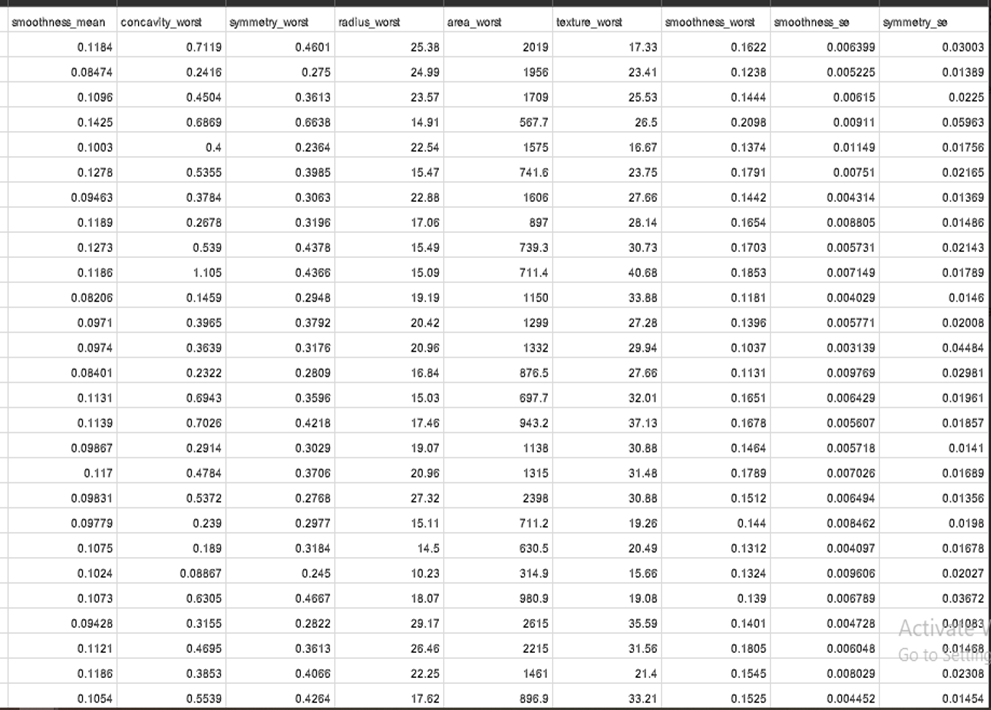 smoothness_mean concavity_worst symmetry_worst radius_worst area_worst texture_worst smoothness_worst smoothness_se symmetry_se
0.1184 0.7119 0.4601 25.38 2019 17.33 0.1622 0.006399 0.03003
0.08474 0.2416 0.275 24.99 1956 23.41 0.1238 0.005225 0.01389
0.1096 0.4504 0.3613 23.57 1709 25.53 0.1444 0.00615 0.0225
0.1425 0.6869 0.6638 14.91 567.7 26.5 0.2098 0.00911 0.05963
0.1003 0.4 0.2364 22.54 1575 16.67 0.1374 0.01149 0.01756
0.1278 0.5355 0.3985 15.47 741.6 23.75 0.1791 0.00751 0.02165
0.09463 0.3784 0.3063 22.88 1606 27.66 0.1442 0.004314 0.01369
0.1189 0.2678 0.3196 17.06 897 28.14 0.1654 0.008805 0.01486
0.1273 0.539 0.4378 15.49 739.3 30.73 0.1703 0.005731 0.02143
0.1186 1.105 0.4366 15.09 711.4 40.68 0.1853 0.007149 0.01789
0.08206 0.1459 0.2948 19.19 1150 33.88 0.1181 0.004029 0.0146
0.0971 0.3965 0.3792 20.42 1299 27.28 0.1396 0.005771 0.02008
0.0974 0.3639 0.3176 20.96 1332 29.94 0.1037 0.003139 0.04484
0.08401 0.2322 0.2809 16.84 876.5 27.66 0.1131 0.009769 0.02981
0.1131 0.6943 0.3596 15.03 697.7 32.01 0.1651 0.006429 0.01961
0.1139 0.7026 0.4218 17.46 943.2 37.13 0.1678 0.005607 0.01857
0.09867 0.2914 0.3029 19.07 1138 30.88 0.1464 0.005718 0.0141
0.117 0.4784 0.3706 20.96 1315 31.48 0.1789 0.007026 0.01689
0.09831 0.5372 0.2768 27.32 2398 30.88 0.1512 0.006494 0.01356
0.09779 0.239 0.2977 15.11 711.2 19.26 0.144 0.008462 0.0198
0.1075 0.189 0.3184 14.5 630.5 20.49 0.1312 0.004097 0.01678
0.1024 0.08867 0.245 10.23 314.9 15.66 0.1324 0.009606 0.02027
0.1073 0.6305 0.4667 18.07 980.9 19.08 0.139 0.006789 0.03672
0.09428 0.3155 0.2822 29.17 2615 35.59 0.1401 0.004728 0.01083
Activate
0.1121 0.4695 0.3613 26.46 2215 31.56 0.1805 0.006048 0.01468
Go to Setting
0.1186 0.3853 0.4066 22.25 1461 21.4 0.1545 0.008029 0.02308
0.1054 0.5539 0.4264 17.62 896.9 33.21 0.1525 0.004452 0.01454